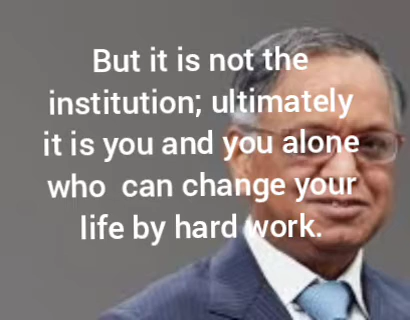 But it is not the
institution; ultimately
it is you and you alone
who  can change your
life by hard work.